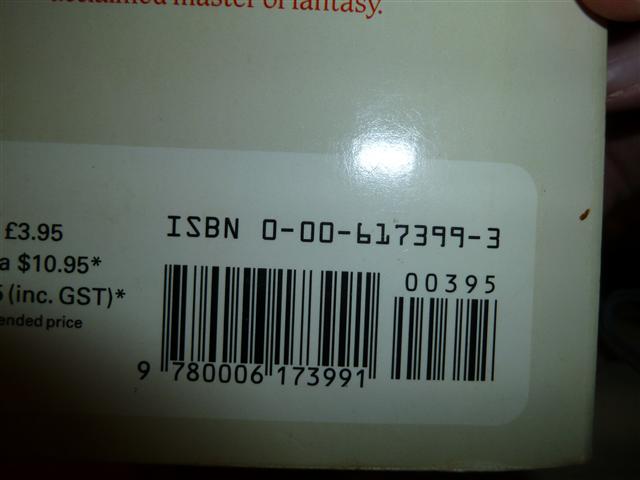 acclaimed master of fantasy.
£3.95
a $10.95*
(inc. GST)*
ended price
ISBN 0-00-617399-3
00395
9 780006 173991